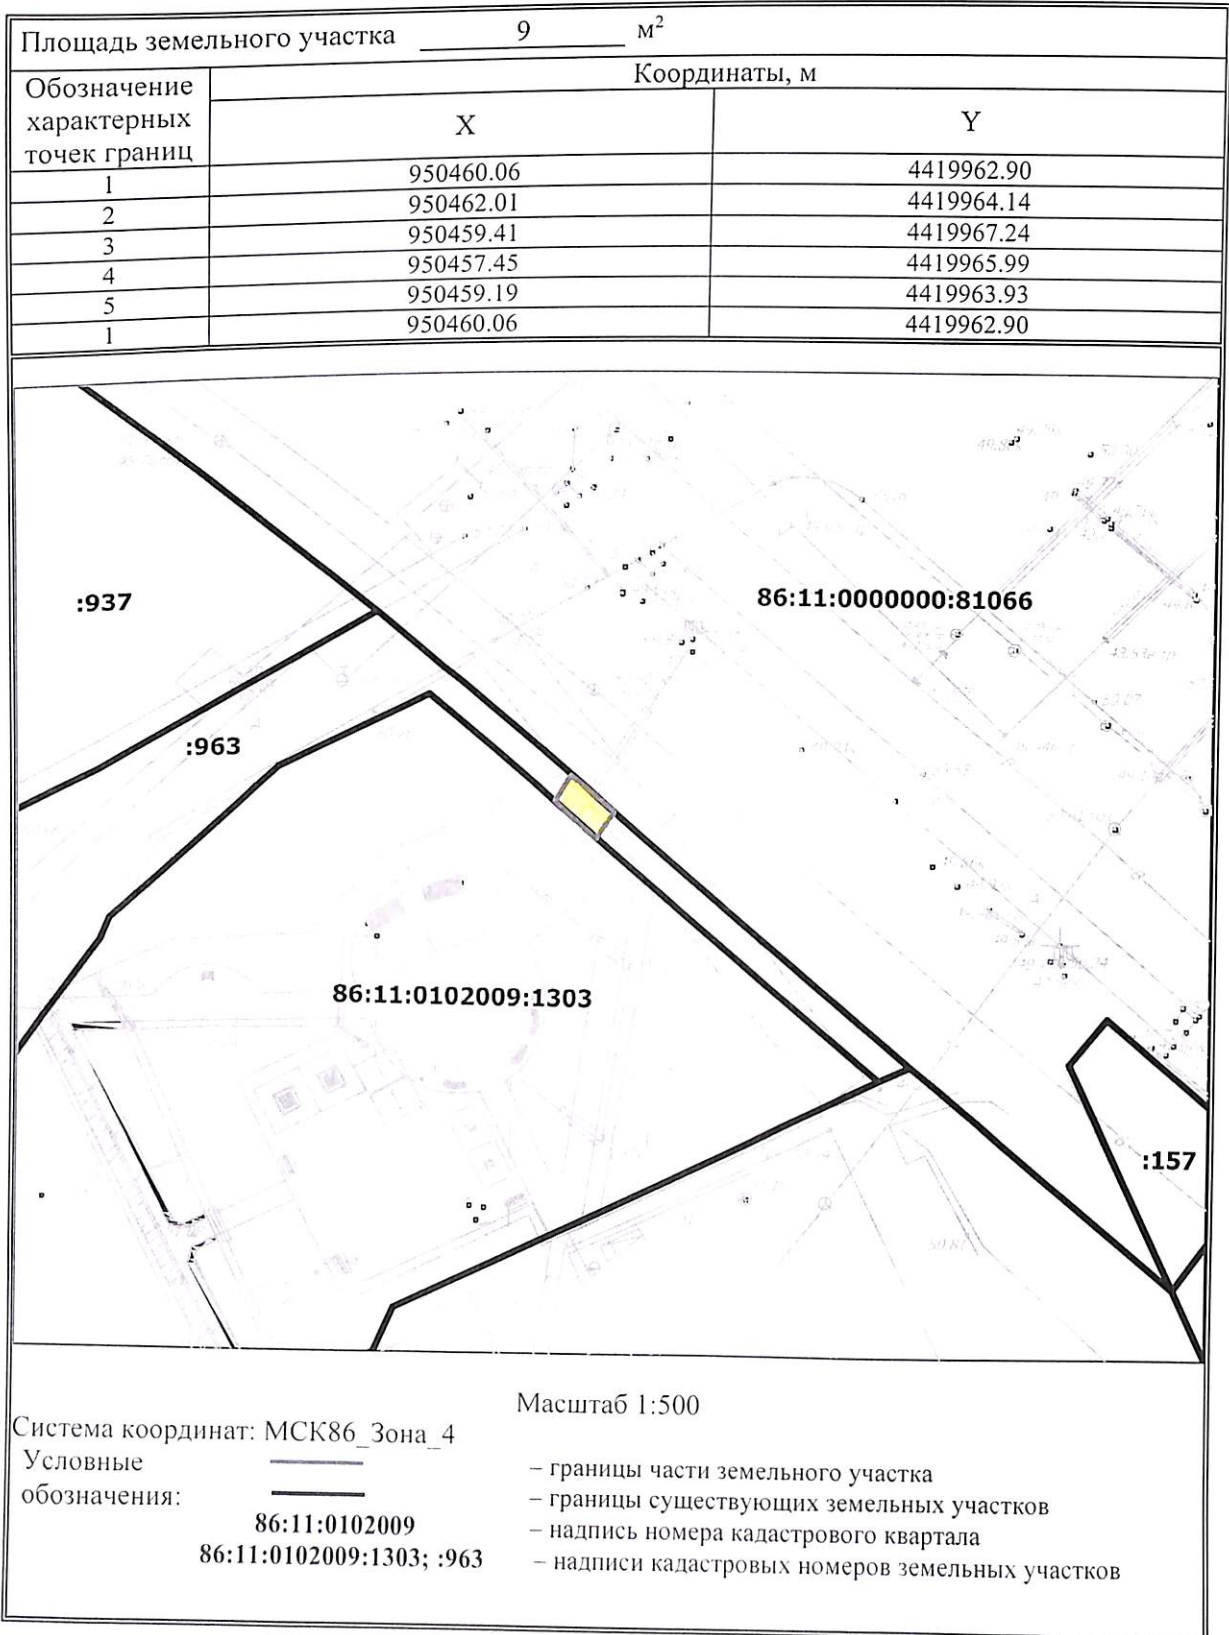 Площадь земельного участка 9 м²
Обозначение характерных точек границ
Координаты, м
X Y
1 950460.06 4419962.90
2 950462.01 4419964.14
3 950459.41 4419967.24
4 950457.45 4419965.99
5 950459.19 4419963.93
1 950460.06 4419962.90
:937
86:11:0000000:81066
:963
86:11:0102009:1303
:157
Масштаб 1:500
Система координат: МСК86_Зона_4
Условные
обозначения:
– границы части земельного участка
– границы существующих земельных участков
86:11:0102009 – надпись номера кадастрового квартала
86:11:0102009:1303; :963 – надписи кадастровых номеров земельных участков